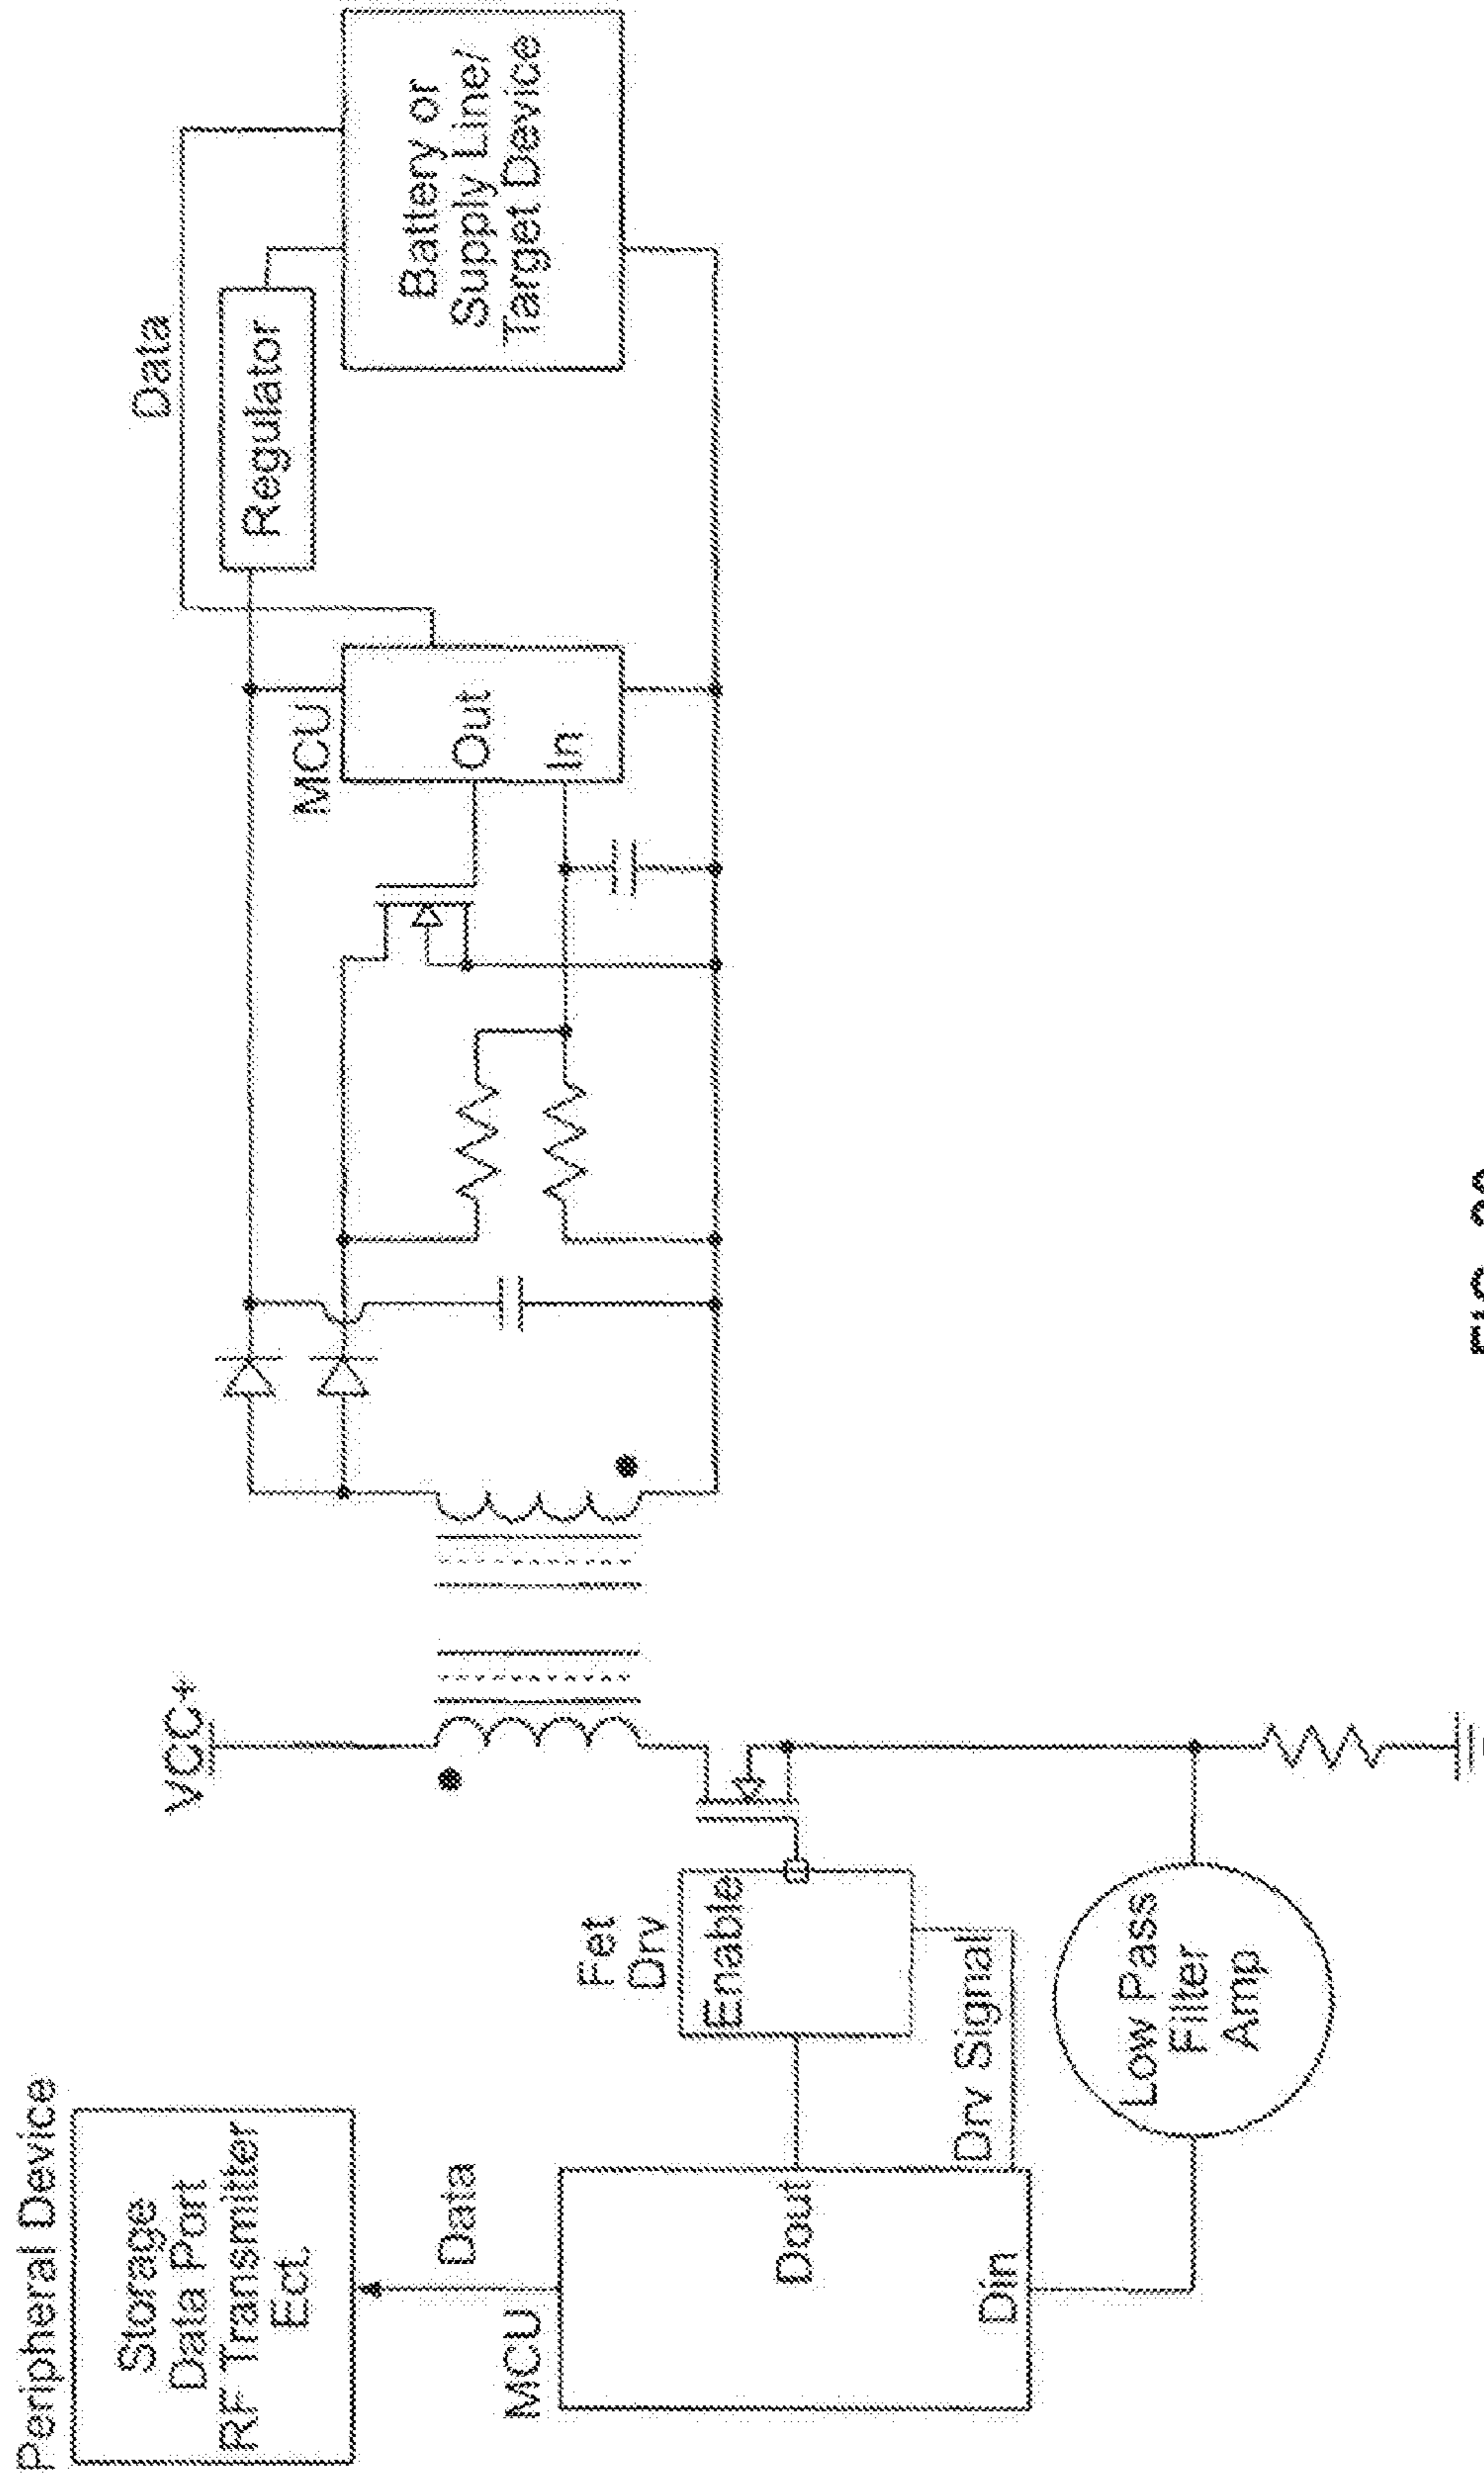 Peripheral Device
Storage
Data Port
RF Transmitter
Ect.
Data
MCU
Dout
Din
Drv Signal
Fet
Drv
Enable
Low Pass
Filter
Amp
VCC+
MCU
Out
In
Data
Regulator
Battery or
Supply Line/
Target Device